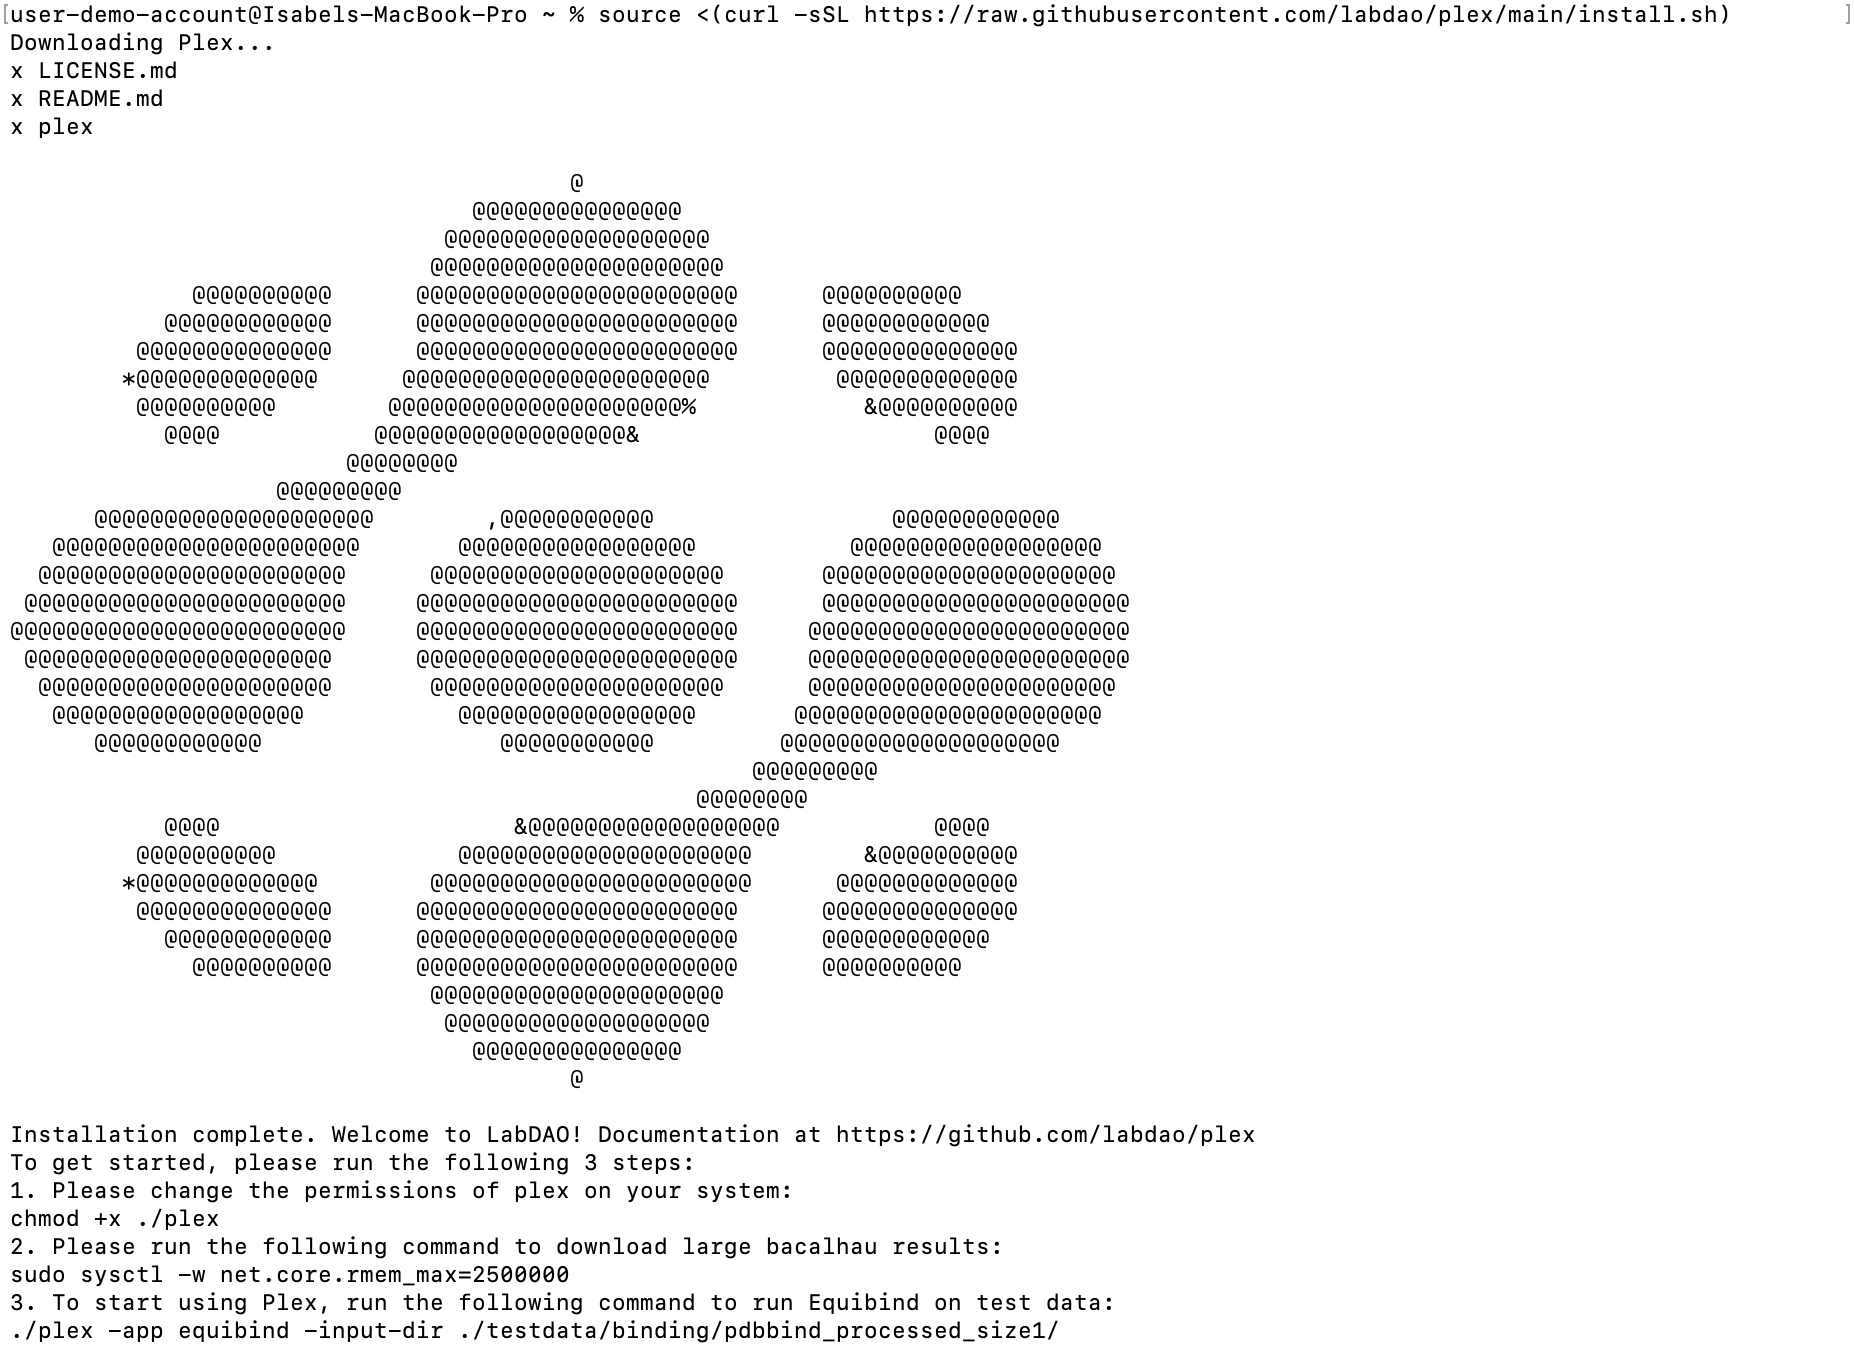 user-demo-account@Isabels-MacBook-Pro ~ % source <(curl -sSL https://raw.githubusercontent.com/labdao/plex/main/install.sh)
Downloading Plex...
x LICENSE.md
x README.md
x plex
Installation complete. Welcome to LabDAO! Documentation at https://github.com/labdao/plex
To get started, please run the following 3 steps:
1. Please change the permissions of plex on your system:
chmod +x ./plex
2. Please run the following command to download large bacalhau results:
sudo sysctl -w net.core.rmem_max=2500000
3. To start using Plex, run the following command to run Equibind on test data:
./plex -app equibind -input-dir ./testdata/binding/pdbbind_processed_size1/